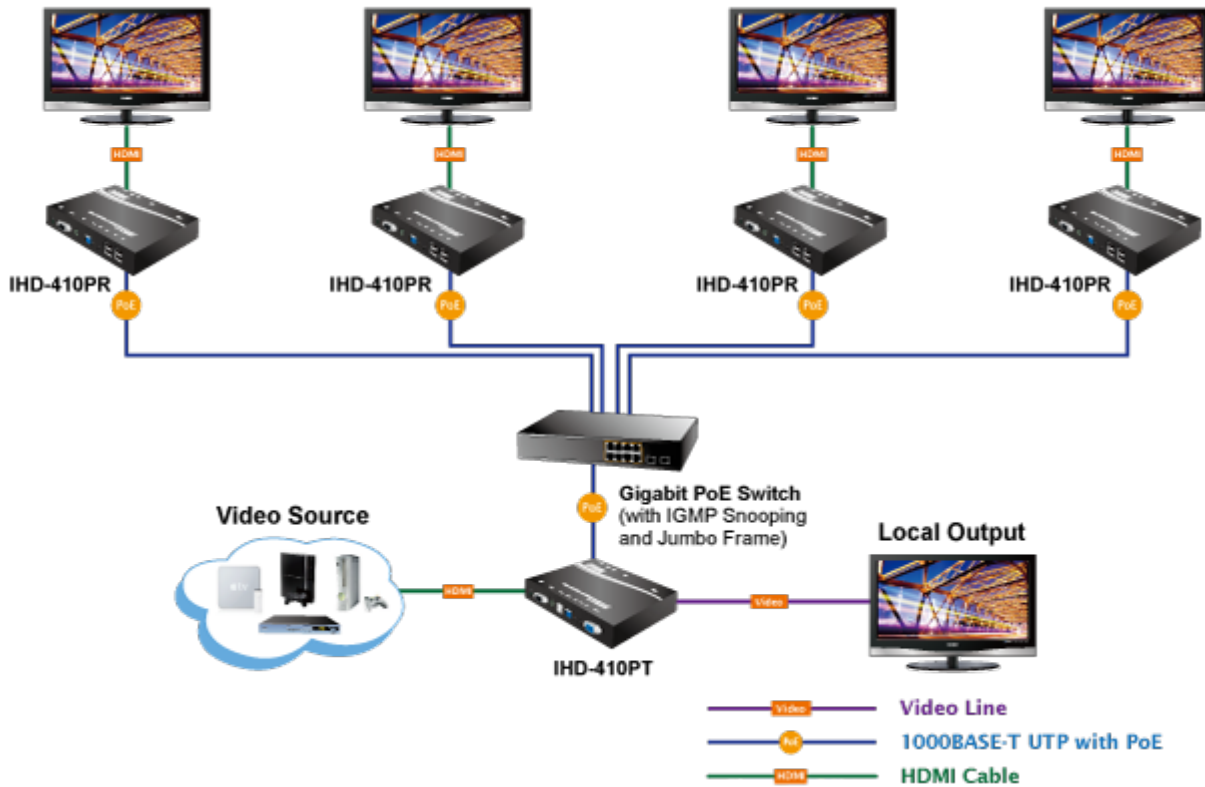 HDMI HDMI HDMI HDMI
IHD-410PR IHD-410PR IHD-410PR IHD-410PR
PoE PoE PoE PoE
Gigabit PoE Switch
(with IGMP Snooping
and Jumbo Frame)
PoE
Video Source
Local Output
HDMI
Video
IHD-410PT
Video Video Line
PoE 1000BASE-T UTP with PoE
HDMI HDMI Cable